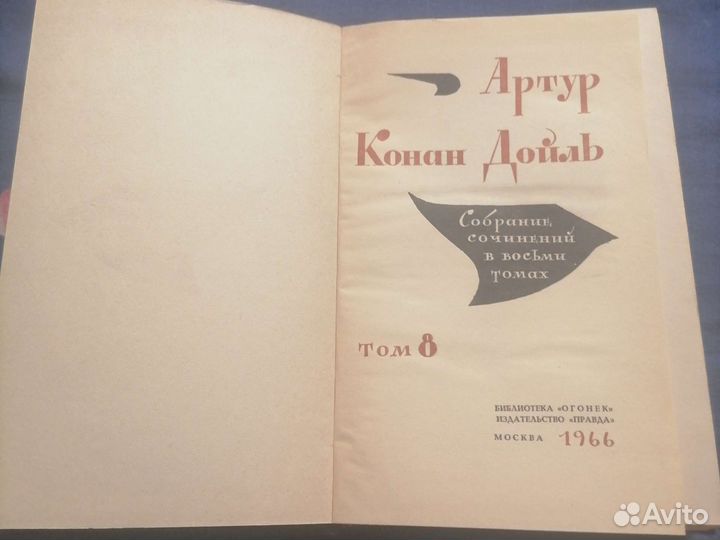 Артур
Конан Дойль
Собрание
сочинений
в восьми
томах
Том 8
БИБЛИОТЕКА «ОГОНЕК»
ИЗДАТЕЛЬСТВО «ПРАВДА»
МОСКВА 1966
Avito